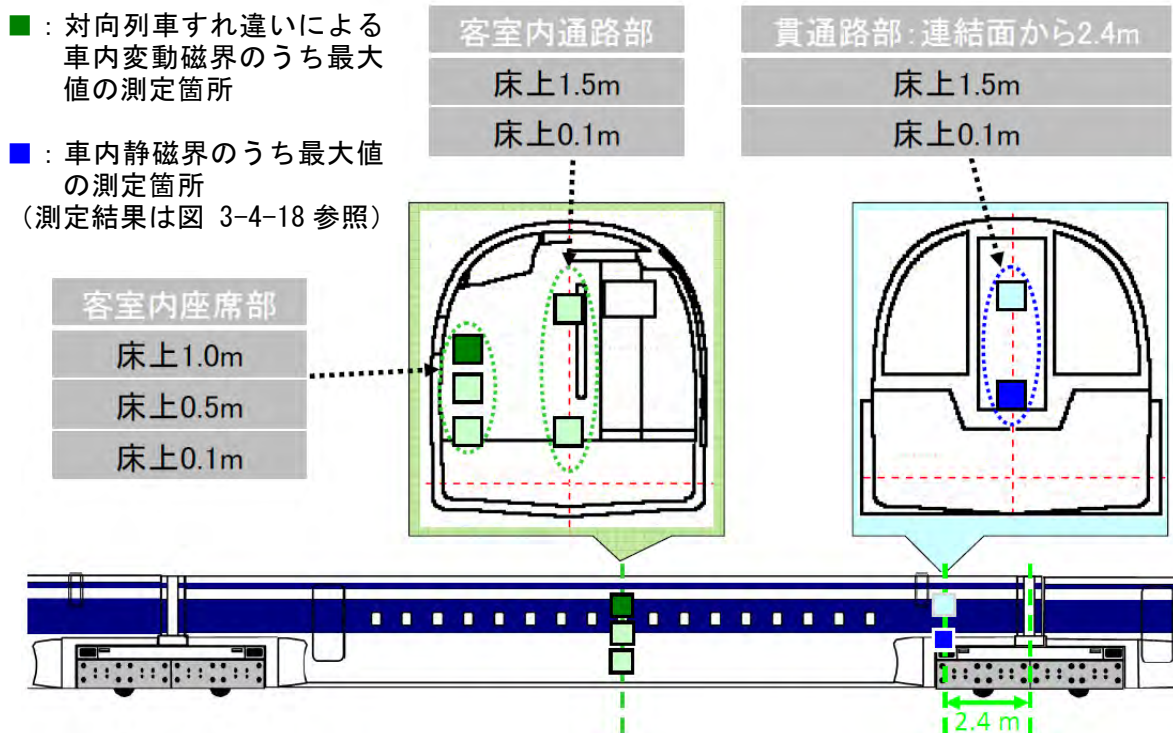 ■：対向列車すれ違いによる
車内変動磁界のうち最大
値の測定箇所
■：車内静磁界のうち最大値
の測定箇所
（測定結果は図 3-4-18 参照）
客室内通路部
床上1.5m
床上0.1m
貫通路部：連結面から2.4m
床上1.5m
床上0.1m
客室内座席部
床上1.0m
床上0.5m
床上0.1m
2.4 m